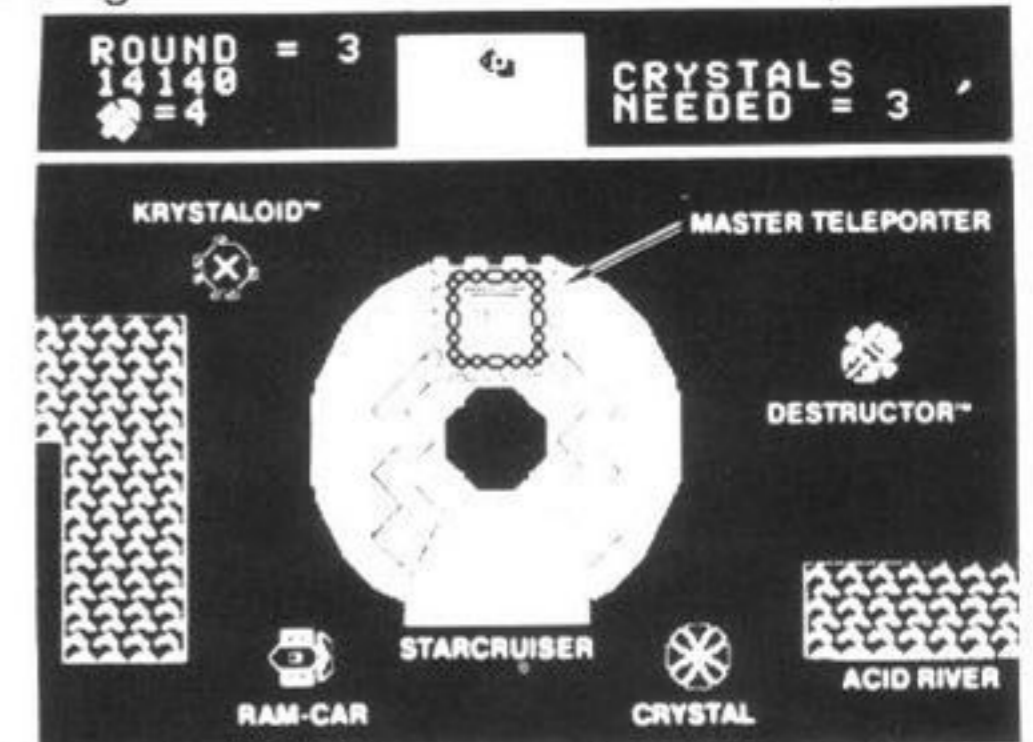 ROUND = 3
14140
=4
CRYSTALS
NEEDED = 3
KRYSTALOID™
MASTER TELEPORTER
DESTRUCTOR™
STARCRUISER
ACID RIVER
RAM-CAR
CRYSTAL